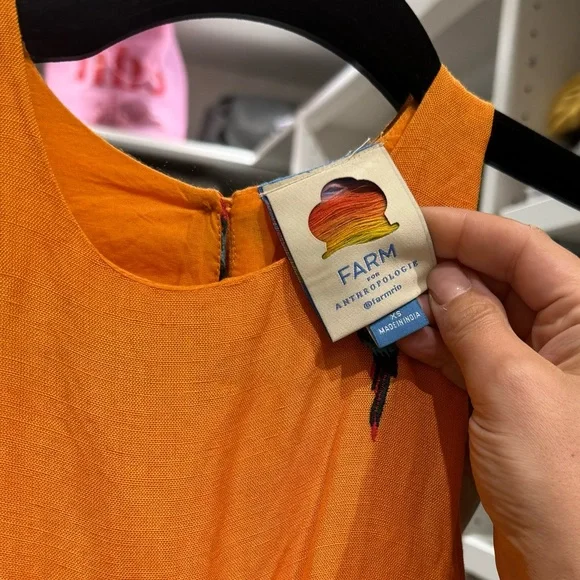 FARM
FOR
ANTHROPOLOGIE
@farmrio
XS
MADE IN INDIA